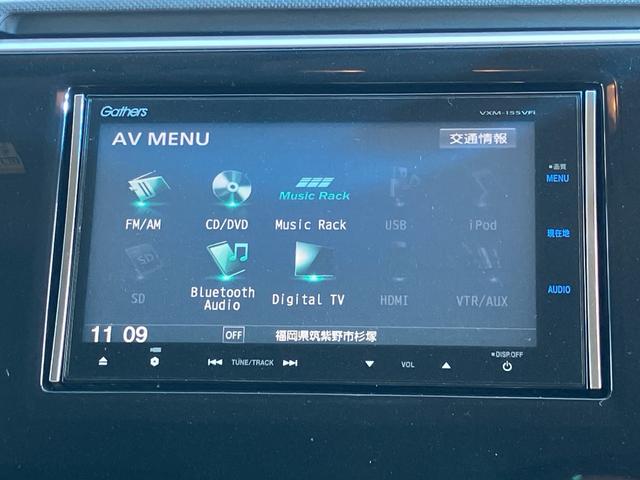 Gathers VXM-155VFi
AV MENU 交通情報
FM/AM CD/DVD Music Rack USB iPod
SD Bluetooth Audio Digital TV HDMI VTR/AUX
11 09 OFF 福岡県筑紫野市杉塚
画質
MENU
現在地
AUDIO
TUNE/TRACK VOL DISP.OFF